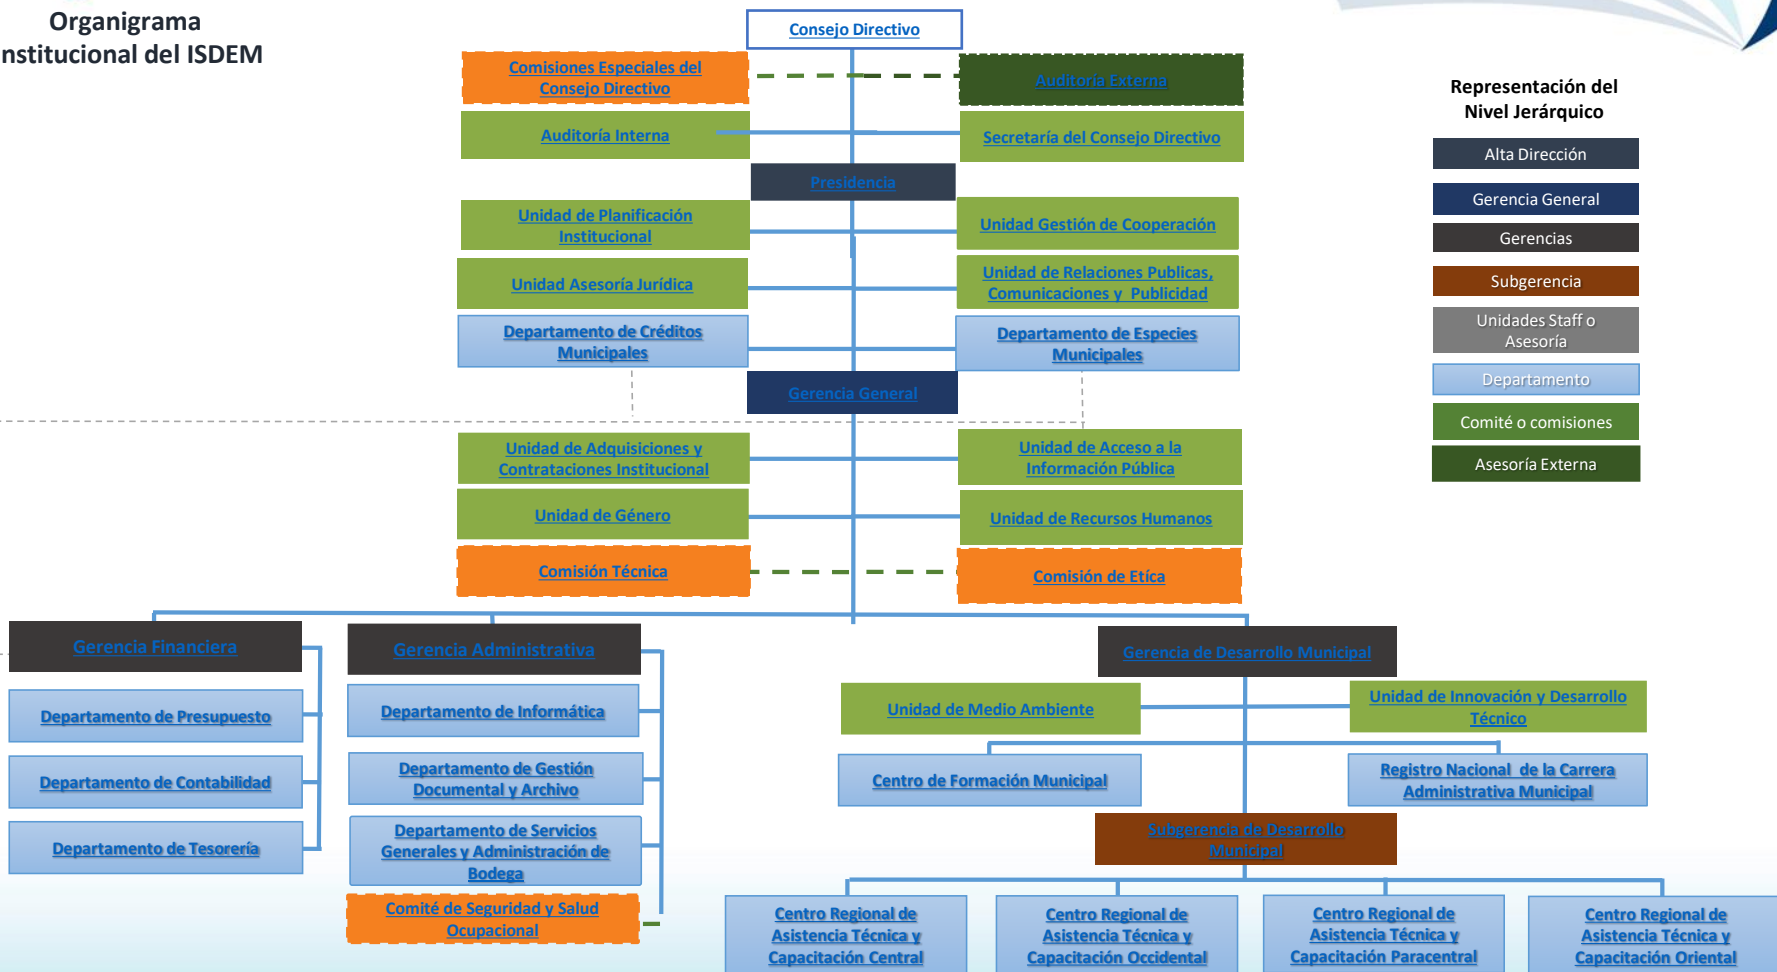 Organigrama
nstitucional del ISDEM
Consejo Directivo
Comisiones Especiales del
Consejo Directivo
Auditoría Externa
Auditoría Interna
Secretaría del Consejo Directivo
Presidencia
Unidad de Planificación
Institucional
Unidad Gestión de Cooperación
Unidad Asesoría Jurídica
Unidad de Relaciones Publicas,
Comunicaciones y Publicidad
Departamento de Créditos
Municipales
Departamento de Especies
Municipales
Gerencia General
Unidad de Adquisiciones y
Contrataciones Institucional
Unidad de Acceso a la
Información Pública
Unidad de Género
Unidad de Recursos Humanos
Comisión Técnica
Comisión de Etíca
Gerencia Financiera
Gerencia Administrativa
Gerencia de Desarrollo Municipal
Departamento de Presupuesto
Departamento de Contabilidad
Departamento de Tesorería
Departamento de Informática
Departamento de Gestión
Documental y Archivo
Departamento de Servicios
Generales y Administración de
Bodega
Comité de Seguridad y Salud
Ocupacional
Unidad de Medio Ambiente
Unidad de Innovación y Desarrollo
Técnico
Centro de Formación Municipal
Registro Nacional de la Carrera
Administrativa Municipal
Subgerencia de Desarrollo
Municipal
Centro Regional de
Asistencia Técnica y
Capacitación Central
Centro Regional de
Asistencia Técnica y
Capacitación Occidental
Centro Regional de
Asistencia Técnica y
Capacitación Paracentral
Centro Regional de
Asistencia Técnica y
Capacitación Oriental
Representación del
Nivel Jerárquico
Alta Dirección
Gerencia General
Gerencias
Subgerencia
Unidades Staff o
Asesoría
Departamento
Comité o comisiones
Asesoría Externa